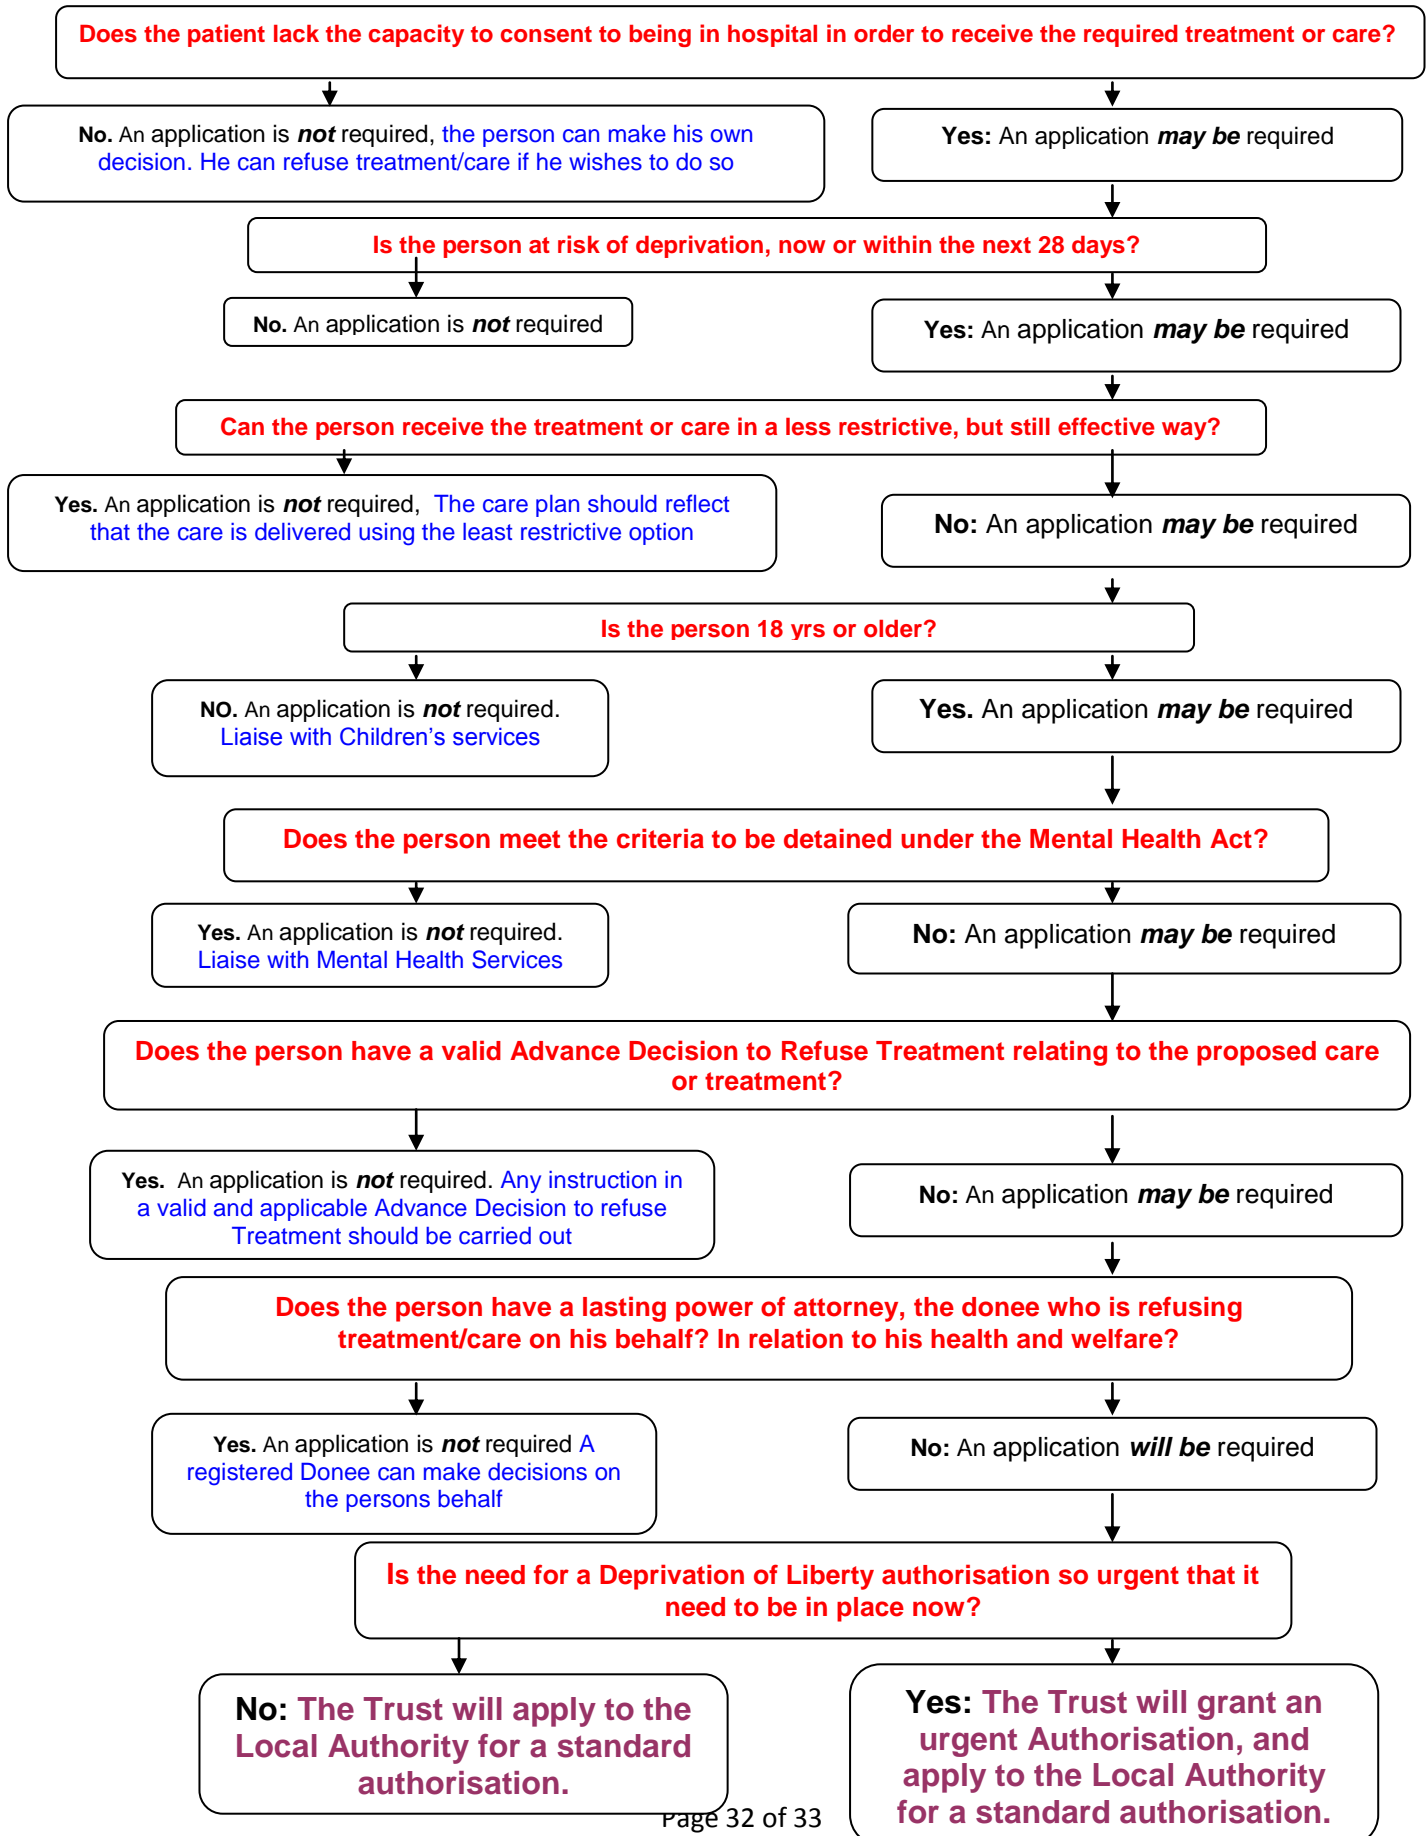 Does the patient lack the capacity to consent to being in hospital in order to receive the required treatment or care?
No. An application is not required, the person can make his own
decision. He can refuse treatment/care if he wishes to do so
Yes: An application may be required
Is the person at risk of deprivation, now or within the next 28 days?
No. An application is not required
Yes: An application may be required
Can the person receive the treatment or care in a less restrictive, but still effective way?
Yes. An application is not required, The care plan should reflect
that the care is delivered using the least restrictive option
No: An application may be required
Is the person 18 yrs or older?
NO. An application is not required.
Liaise with Children's services
Yes. An application may be required
Does the person meet the criteria to be detained under the Mental Health Act?
Yes. An application is not required.
Liaise with Mental Health Services
No: An application may be required
Does the person have a valid Advance Decision to Refuse Treatment relating to the proposed care
or treatment?
Yes. An application is not required. Any instruction in
a valid and applicable Advance Decision to refuse
Treatment should be carried out
No: An application may be required
Does the person have a lasting power of attorney, the donee who is refusing
treatment/care on his behalf? In relation to his health and welfare?
Yes. An application is not required A
registered Donee can make decisions on
the persons behalf
No: An application will be required
Is the need for a Deprivation of Liberty authorisation so urgent that it
need to be in place now?
No: The Trust will apply to the
Local Authority for a standard
authorisation.
Yes: The Trust will grant an
urgent Authorisation, and
apply to the Local Authority
for a standard authorisation.
Page 32 of 33